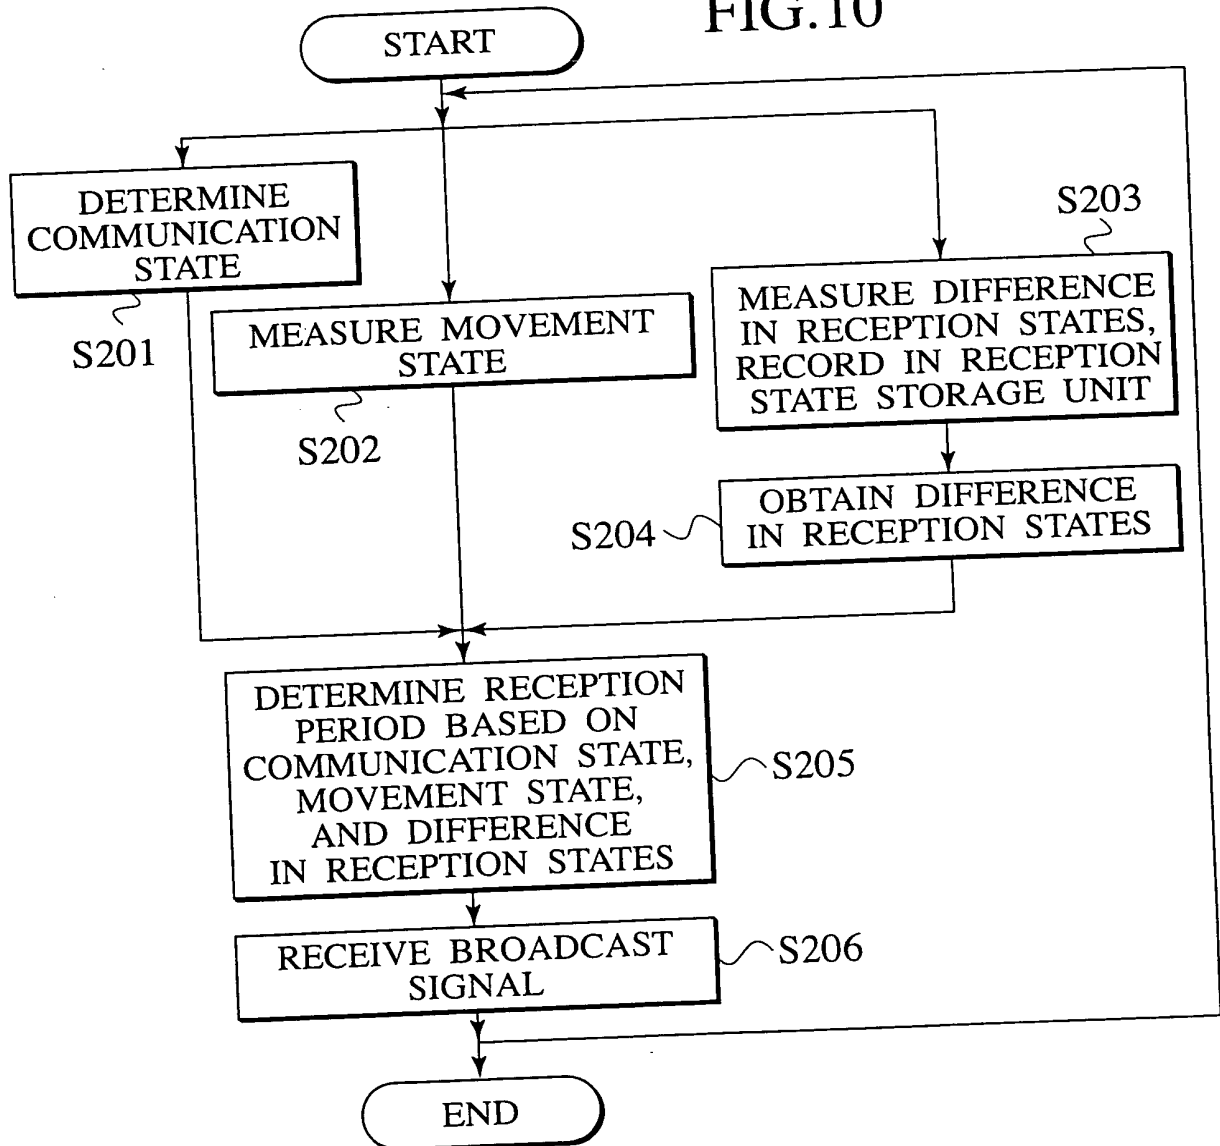 FIG.10
START
DETERMINE
COMMUNICATION
STATE
S201
MEASURE MOVEMENT
STATE
S202
S203
MEASURE DIFFERENCE
IN RECEPTION STATES,
RECORD IN RECEPTION
STATE STORAGE UNIT
OBTAIN DIFFERENCE
IN RECEPTION STATES
S204
DETERMINE RECEPTION
PERIOD BASED ON
COMMUNICATION STATE,
MOVEMENT STATE,
AND DIFFERENCE
IN RECEPTION STATES
S205
RECEIVE BROADCAST
SIGNAL
S206
END